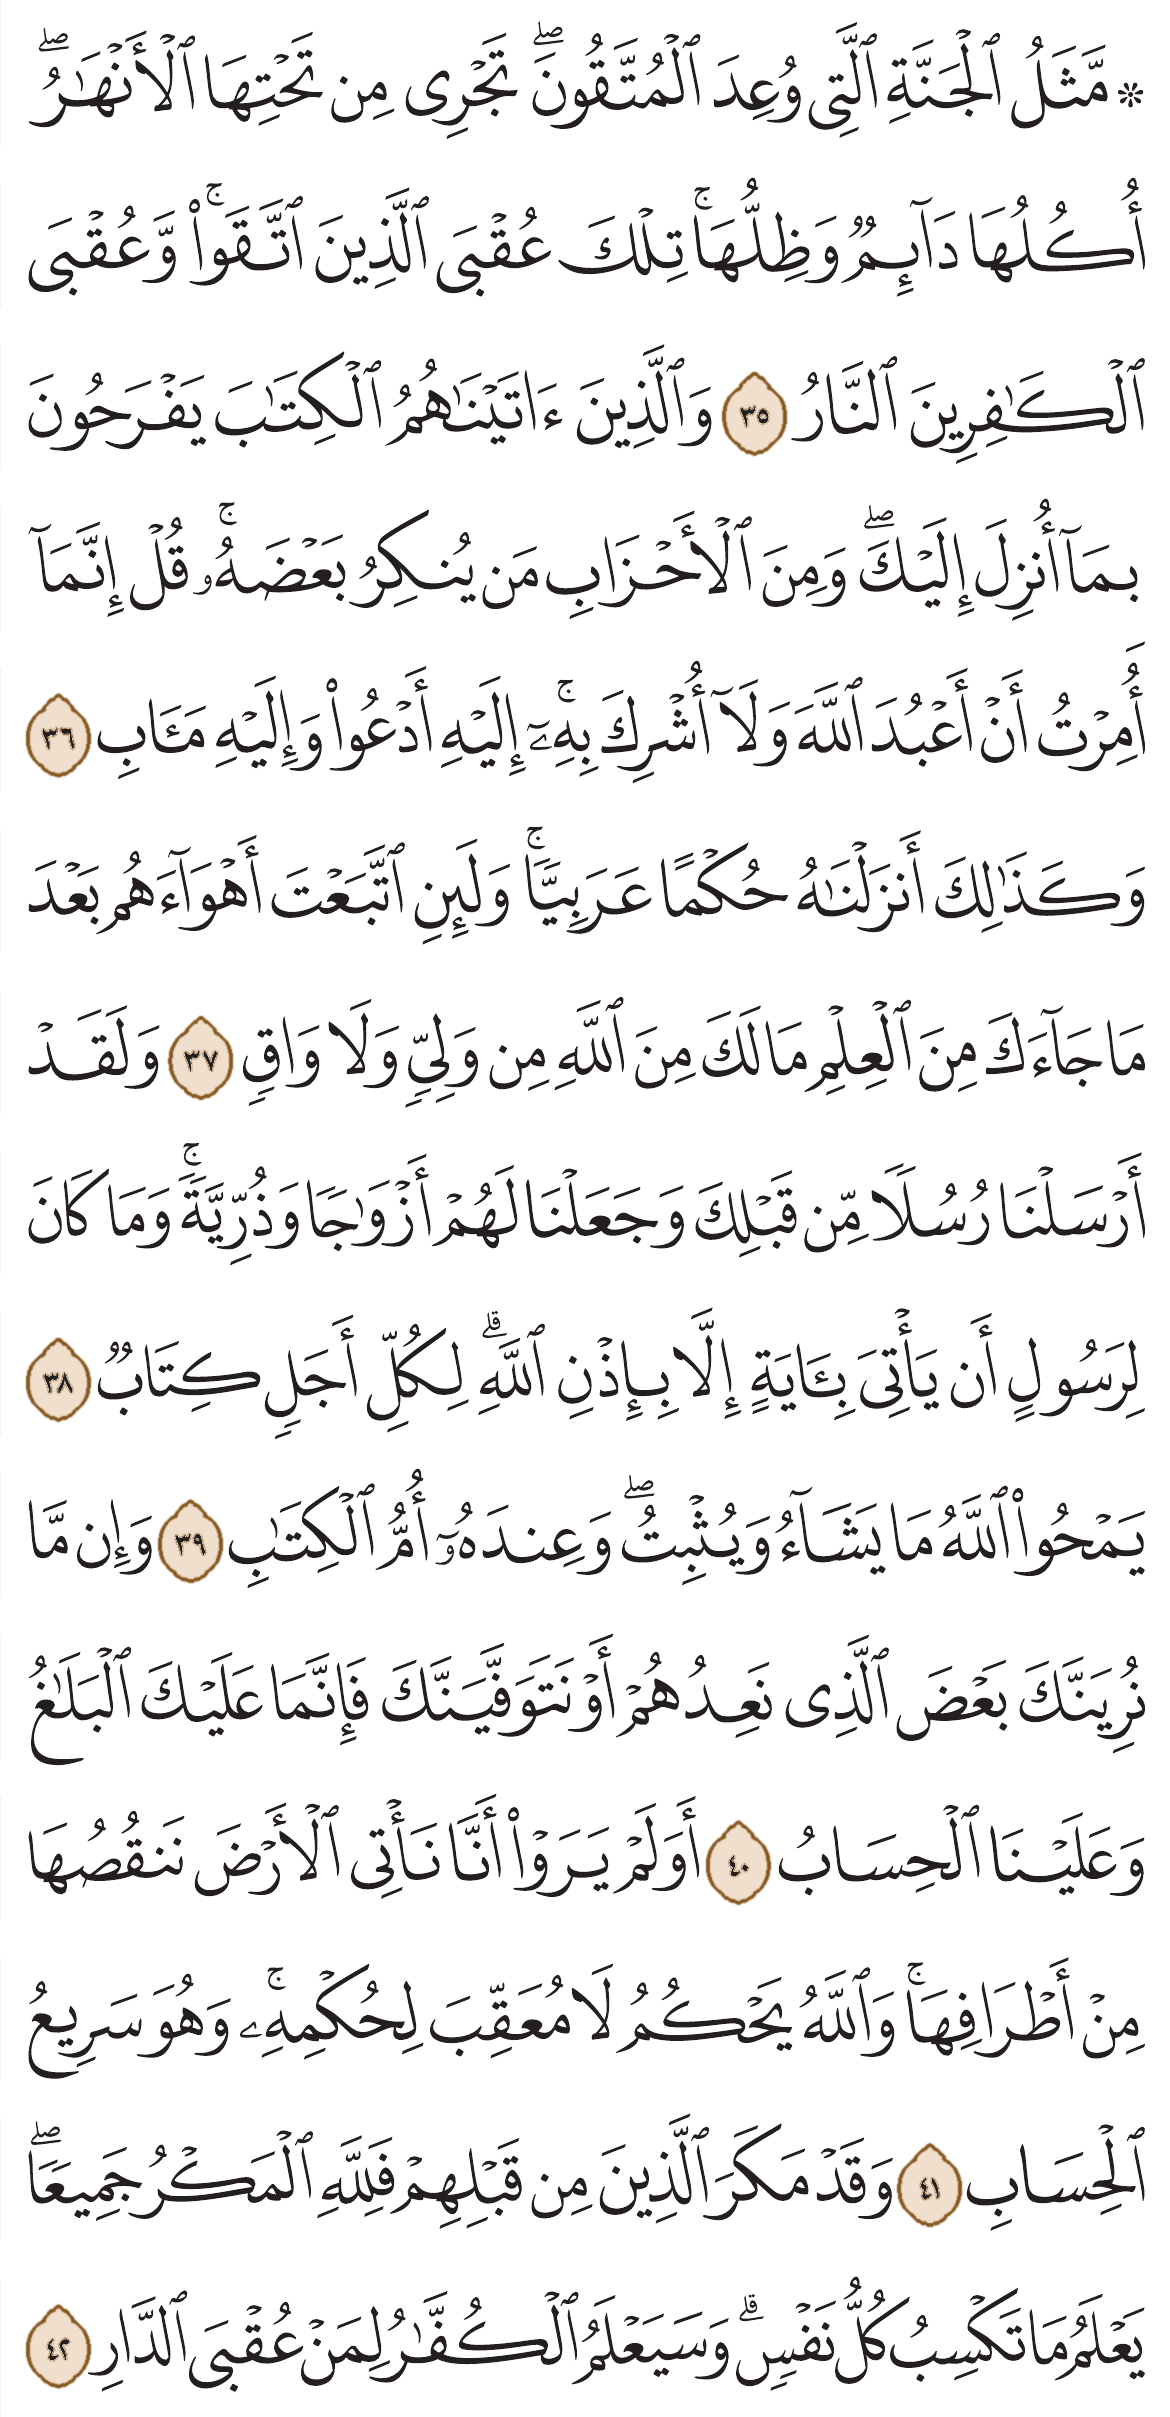 ۞ مَّثَلُ ٱلْجَنَّةِ ٱلَّتِى وُعِدَ ٱلْمُتَّقُونَ ۖ تَجْرِى مِن تَحْتِهَا ٱلْأَنْهَـٰرُ ۖ
أُكُلُهَا دَآئِمٌ وَظِلُّهَا ۚ تِلْكَ عُقْبَى ٱلَّذِينَ ٱتَّقَوا۟ ۚ وَّعُقْبَى
ٱلْكَـٰفِرِينَ ٱلنَّارُ ٣٥ وَٱلَّذِينَ ءَاتَيْنَـٰهُمُ ٱلْكِتَـٰبَ يَفْرَحُونَ
بِمَآ أُنزِلَ إِلَيْكَ ۖ وَمِنَ ٱلْأَحْزَابِ مَن يُنكِرُ بَعْضَهُۥ ۚ قُلْ إِنَّمَآ
أُمِرْتُ أَنْ أَعْبُدَ ٱللَّهَ وَلَآ أُشْرِكَ بِهِۦٓ ۚ إِلَيْهِ أَدْعُوا۟ وَإِلَيْهِ مَـَٔابِ ٣٦
وَكَذَٰلِكَ أَنزَلْنَـٰهُ حُكْمًا عَرَبِيًّا ۚ وَلَئِنِ ٱتَّبَعْتَ أَهْوَآءَهُم بَعْدَ
مَا جَآءَكَ مِنَ ٱلْعِلْمِ مَا لَكَ مِنَ ٱللَّهِ مِن وَلِىٍّ وَلَا وَاقٍ ٣٧ وَلَقَدْ
أَرْسَلْنَا رُسُلًا مِّن قَبْلِكَ وَجَعَلْنَا لَهُمْ أَزْوَٰجًا وَذُرِّيَّةً ۚ وَمَا كَانَ
لِرَسُولٍ أَن يَأْتِىَ بِـَٔايَةٍ إِلَّا بِإِذْنِ ٱللَّهِ ۗ لِكُلِّ أَجَلٍ كِتَابٌ ٣٨
يَمْحُوا۟ ٱللَّهُ مَا يَشَآءُ وَيُثْبِتُ ۖ وَعِندَهُۥٓ أُمُّ ٱلْكِتَـٰبِ ٣٩ وَإِن مَّا
نُرِيَنَّكَ بَعْضَ ٱلَّذِى نَعِدُهُمْ أَوْ نَتَوَفَّيَنَّكَ فَإِنَّمَا عَلَيْكَ ٱلْبَلَـٰغُ
وَعَلَيْنَا ٱلْحِسَابُ ٤٠ أَوَلَمْ يَرَوْا۟ أَنَّا نَأْتِى ٱلْأَرْضَ نَنقُصُهَا
مِنْ أَطْرَافِهَا ۚ وَٱللَّهُ يَحْكُمُ لَا مُعَقِّبَ لِحُكْمِهِۦ ۚ وَهُوَ سَرِيعُ
ٱلْحِسَابِ ٤١ وَقَدْ مَكَرَ ٱلَّذِينَ مِن قَبْلِهِمْ فَلِلَّهِ ٱلْمَكْرُ جَمِيعًا ۖ
يَعْلَمُ مَا تَكْسِبُ كُلُّ نَفْسٍ ۗ وَسَيَعْلَمُ ٱلْكُفَّـٰرُ لِمَنْ عُقْبَى ٱلدَّارِ ٤٢